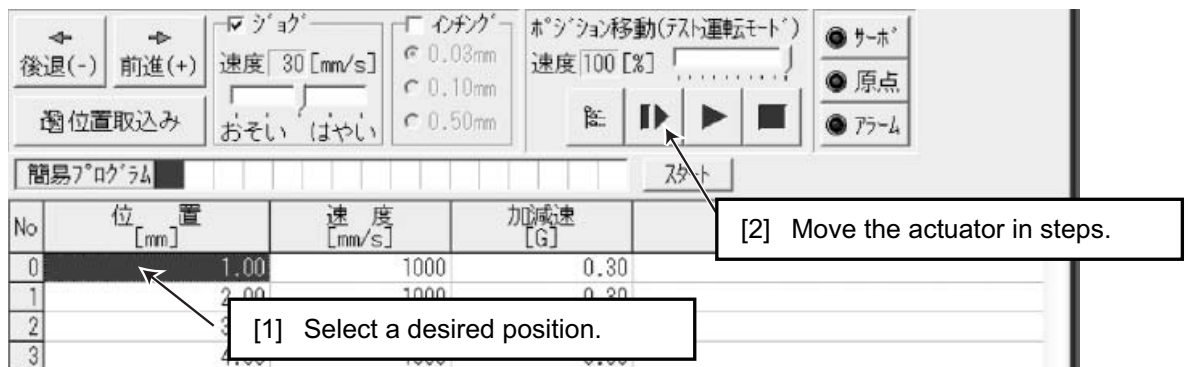 後退(-)
前進(+)
位置取込み
ジョグ
速度 30 [mm/s]
おそい はやい
インチング
0.03mm
0.10mm
0.50mm
ポジション移動(テスト運転モード)
速度 100 [%]
サーボ
原点
アラーム
簡易プログラム
スタート
No 位 置 [mm] 速 度 [mm/s] 加減速 [G]
0 1.00 1000 0.30
1 2.00 1000 0.30
2
3
[1] Select a desired position.
[2] Move the actuator in steps.